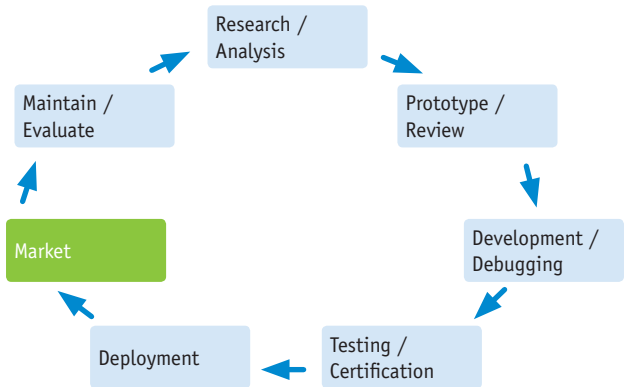 Research /
Analysis
Prototype /
Review
Development /
Debugging
Testing /
Certification
Deployment
Market
Maintain /
Evaluate